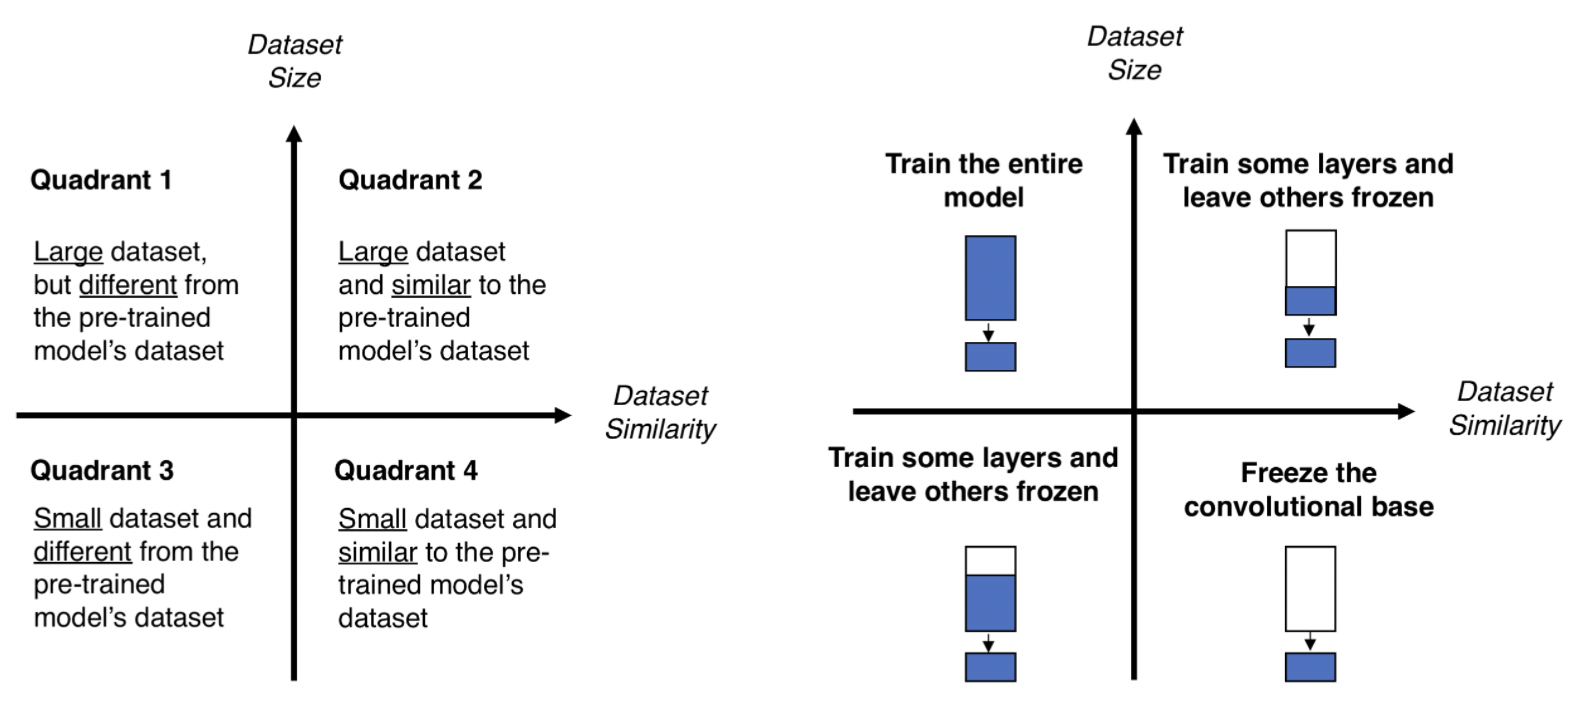 Dataset
Size
Quadrant 1
Large dataset,
but different from
the pre-trained
model’s dataset
Quadrant 2
Large dataset
and similar to the
pre-trained
model’s dataset
Dataset
Similarity
Quadrant 3
Small dataset and
different from the
pre-trained
model’s dataset
Quadrant 4
Small dataset and
similar to the pre-
trained model’s
dataset
Dataset
Size
Train the entire
model
Train some layers and
leave others frozen
Dataset
Similarity
Train some layers and
leave others frozen
Freeze the
convolutional base